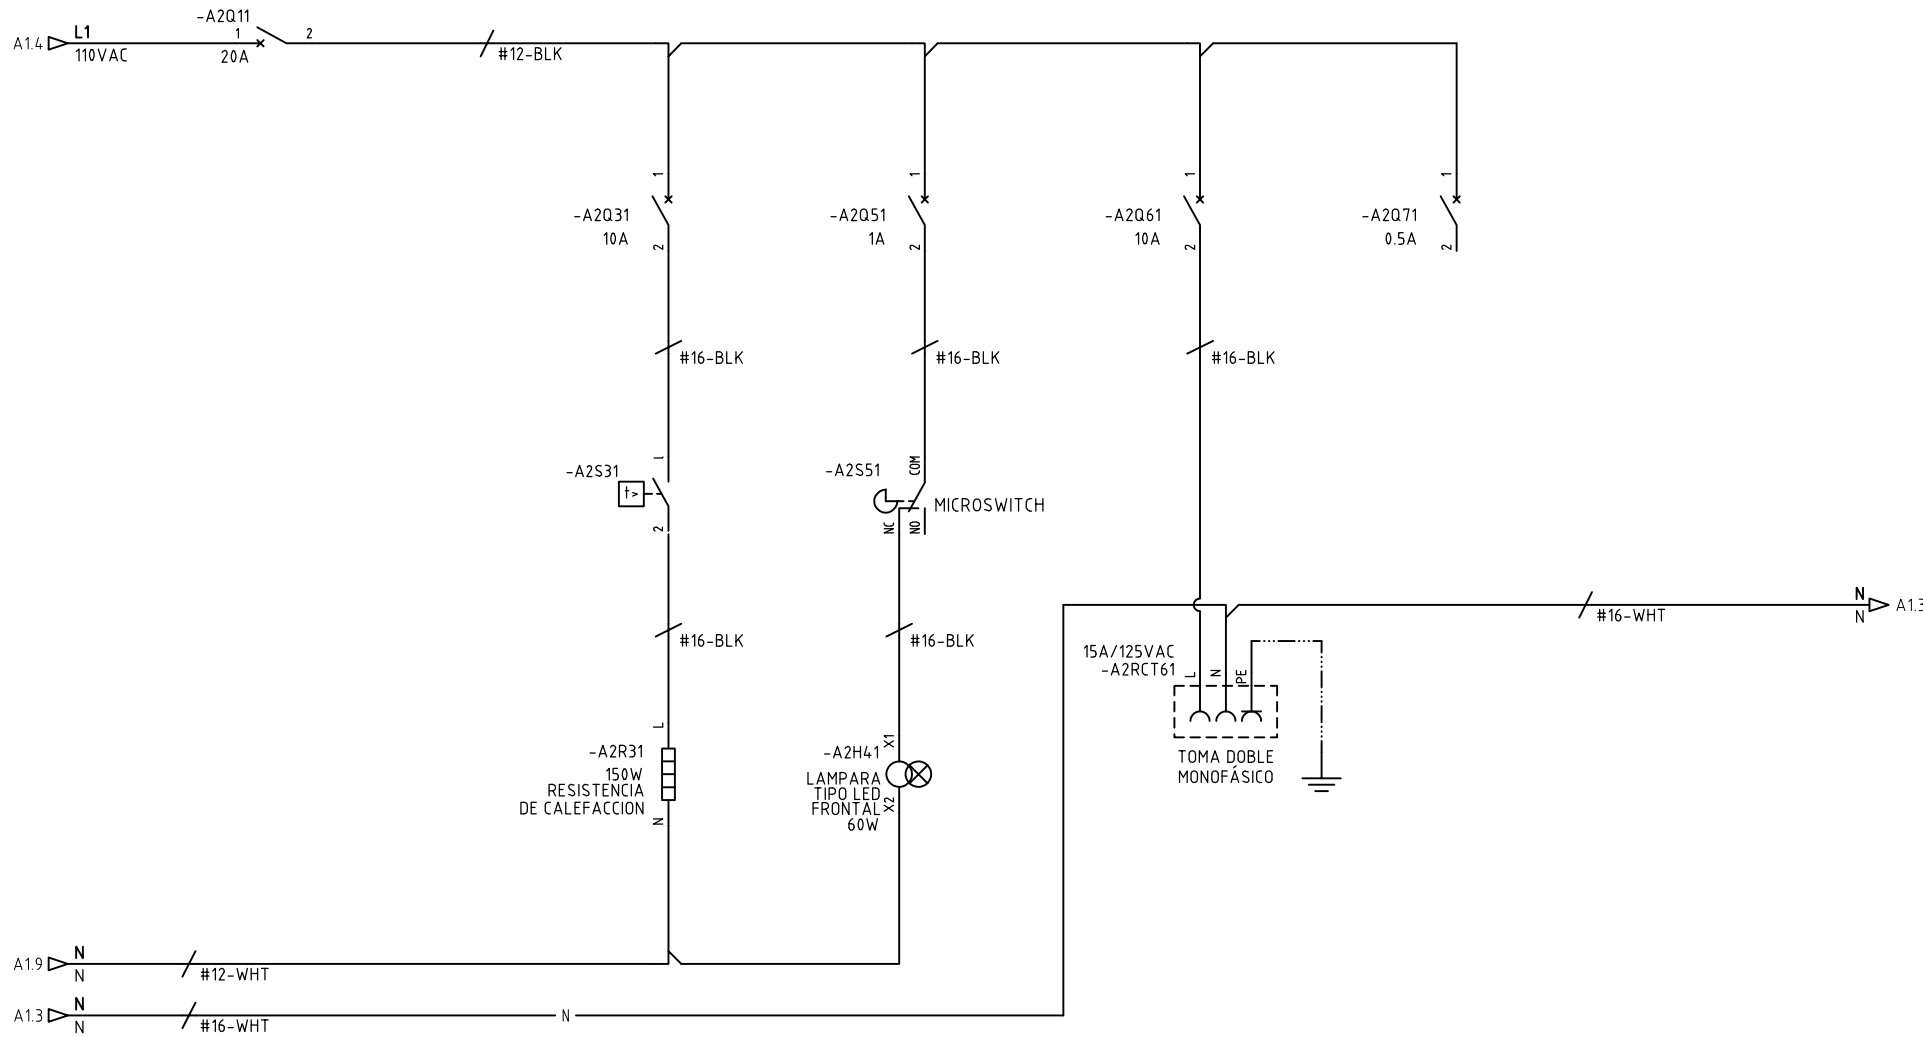 -A2Q11
A1.4
L1
1
2
110VAC
20A
#12-BLK
1
1
1
1
-A2Q31
-A2Q51
-A2Q61
-A2Q71
10A
1A
10A
0.5A
2
2
2
2
#16-BLK
#16-BLK
#16-BLK
-A2S31
-A2S51
COM
t>
MICROSWITCH
2
NC
NO
N
A1.3
N
#16-WHT
#16-BLK
#16-BLK
15A/125VAC
-A2RCT61
L
N
PE
L
X1
-A2R31
150W
RESISTENCIA
DE CALEFACCION
N
-A2H41
LAMPARA
TIPO LED
FRONTAL
60W
X2
TOMA DOBLE
MONOFÁSICO
A1.9
N
N
#12-WHT
A1.3
N
N
#16-WHT
N